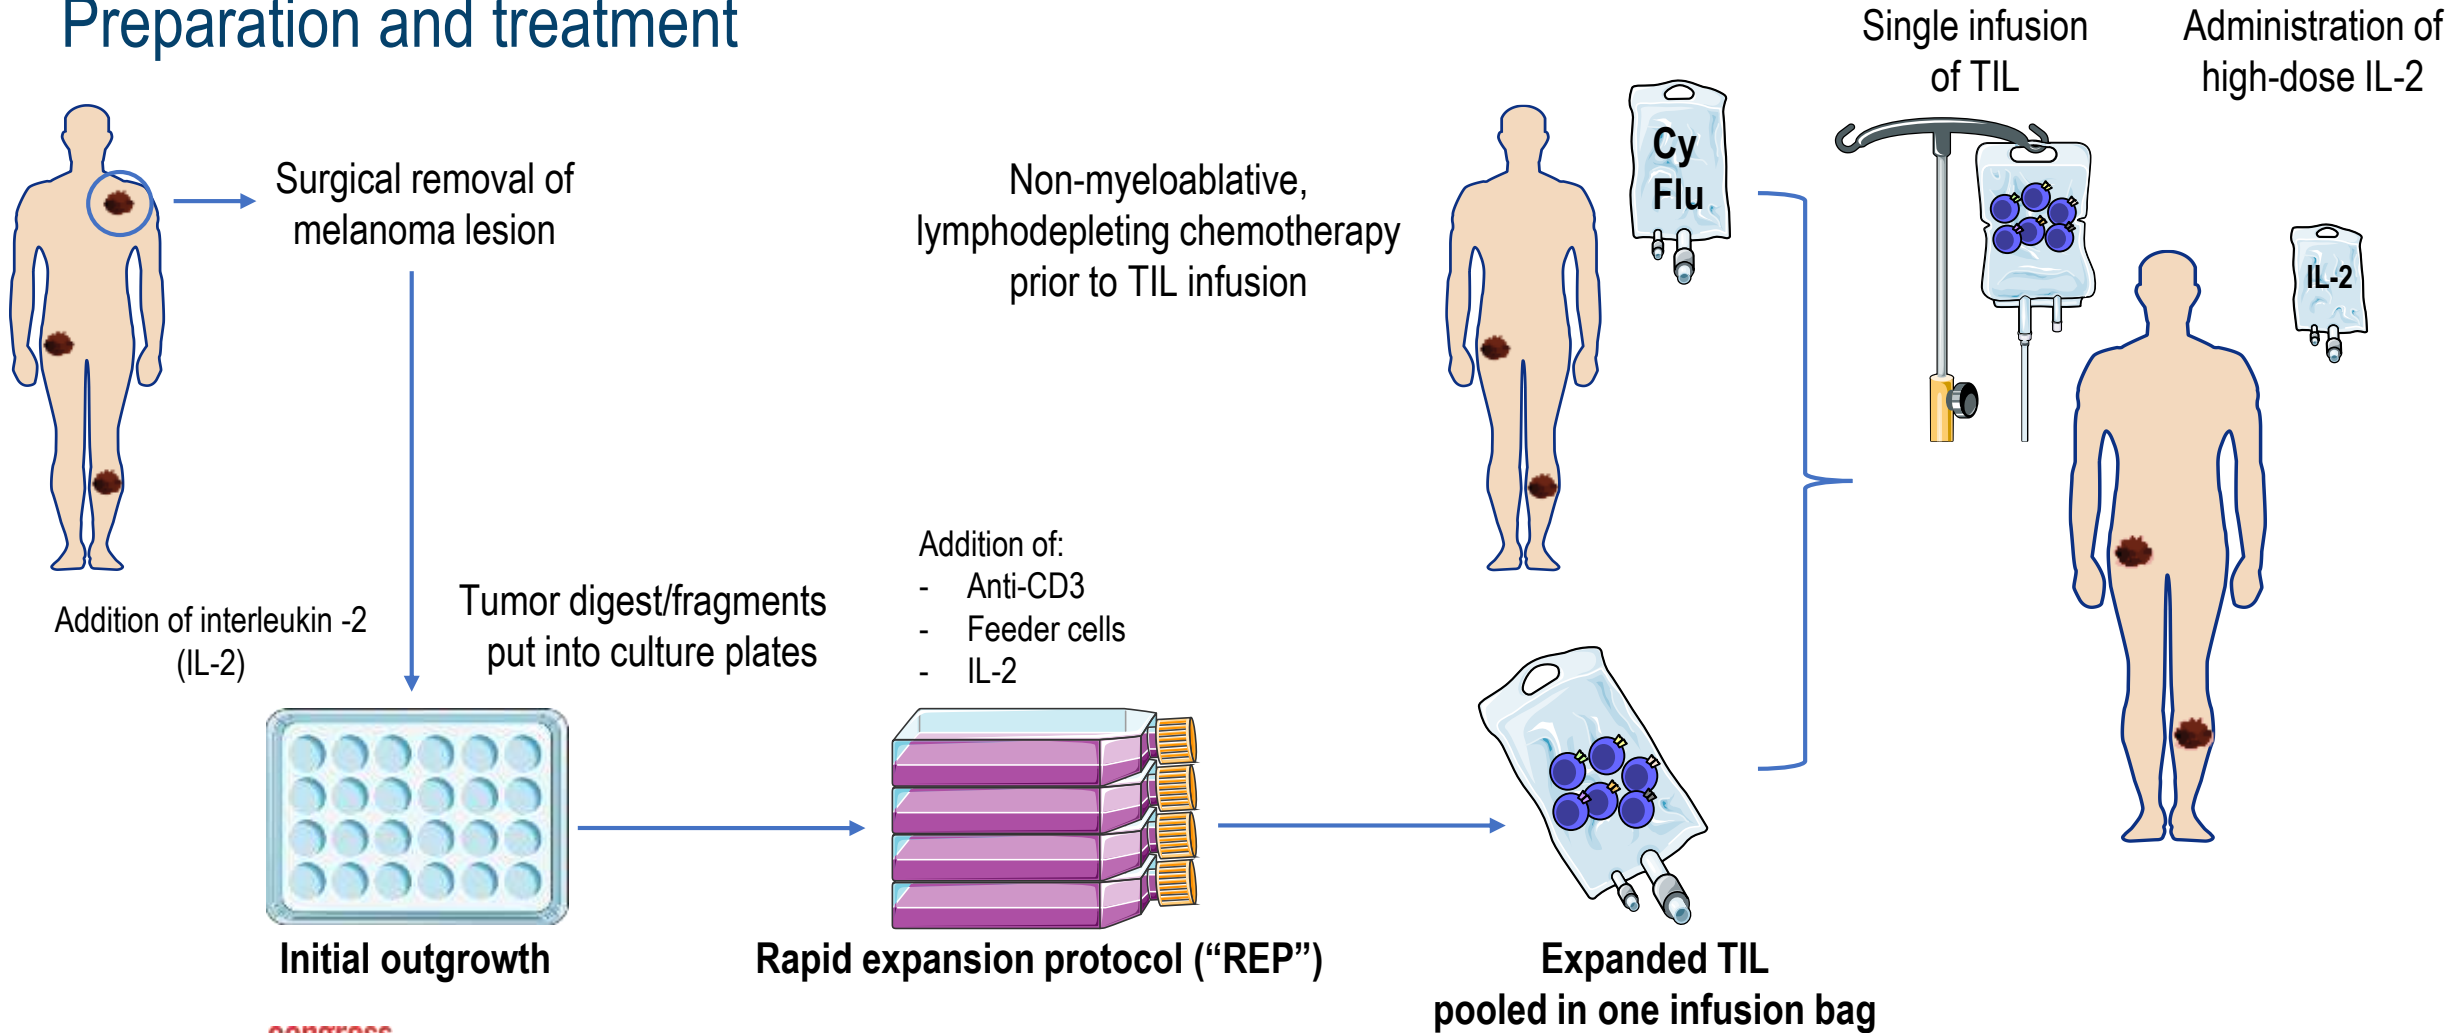 Preparation and treatment
Surgical removal of
melanoma lesion
Addition of interleukin -2
(IL-2)
Tumor digest/fragments
put into culture plates
Initial outgrowth
Addition of:
- Anti-CD3
- Feeder cells
- IL-2
Rapid expansion protocol (“REP”)
Non-myeloablative,
lymphodepleting chemotherapy
prior to TIL infusion
Cy
Flu
Expanded TIL
pooled in one infusion bag
Single infusion
of TIL
Administration of
high-dose IL-2
IL-2
congress